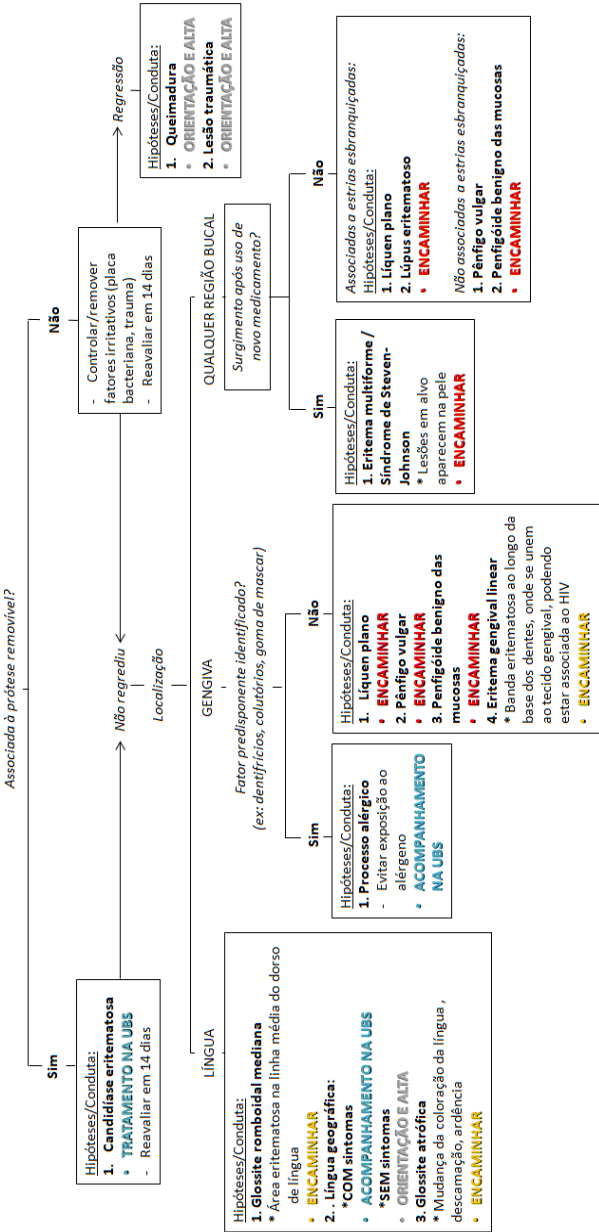 Associada à prótese removível?
Sim
Hipóteses/Conduta:
1. Candidíase eritematosa
• TRATAMENTO NA UBS
- Reavaliar em 14 dias
Não
- Controlar/remover
fatores irritativos (placa
bacteriana, trauma)
- Reavaliar em 14 dias
Regressão
Hipóteses/Conduta:
1. Queimadura
• ORIENTAÇÃO E ALTA
2. Lesão traumática
• ORIENTAÇÃO E ALTA
Não regrediu
Localização
LÍNGUA
Hipóteses/Conduta:
1. Glossite romboidal mediana
* Área eritematosa na linha média do dorso
de língua
• ENCAMINHAR
2. . Língua geográfica:
*COM sintomas
• ACOMPANHAMENTO NA UBS
*SEM sintomas
• ORIENTAÇÃO E ALTA
3. Glossite atrófica
* Mudança da coloração da língua ,
descamação, ardência
• ENCAMINHAR
GENGIVA
Fator predisponente identificado?
(ex: dentifrícios, colutórios, goma de mascar)
Sim
Hipóteses/Conduta:
1. Processo alérgico
- Evitar exposição ao
alérgeno
• ACOMPANHAMENTO
NA UBS
Não
Hipóteses/Conduta:
1. Líquen plano
• ENCAMINHAR
2. Pênfigo vulgar
• ENCAMINHAR
3. Penfigóide benigno das
mucosas
• ENCAMINHAR
4. Eritema gengival linear
* Banda eritematosa ao longo da
base dos dentes, onde se unem
ao tecido gengival, podendo
estar associada ao HIV
• ENCAMINHAR
QUALQUER REGIÃO BUCAL
Surgimento após uso de
novo medicamento?
Sim
Hipóteses/Conduta:
1. Eritema multiforme /
Síndrome de Steven-
Johnson
* Lesões em alvo
aparecem na pele
• ENCAMINHAR
Não
Associadas a estrias esbranquiçadas:
Hipóteses/Conduta:
1. Líquen plano
2. Lúpus eritematoso
• ENCAMINHAR
Não associadas a estrias esbranquiçadas:
1. Pênfigo vulgar
2. Penfigóide benigno das mucosas
• ENCAMINHAR